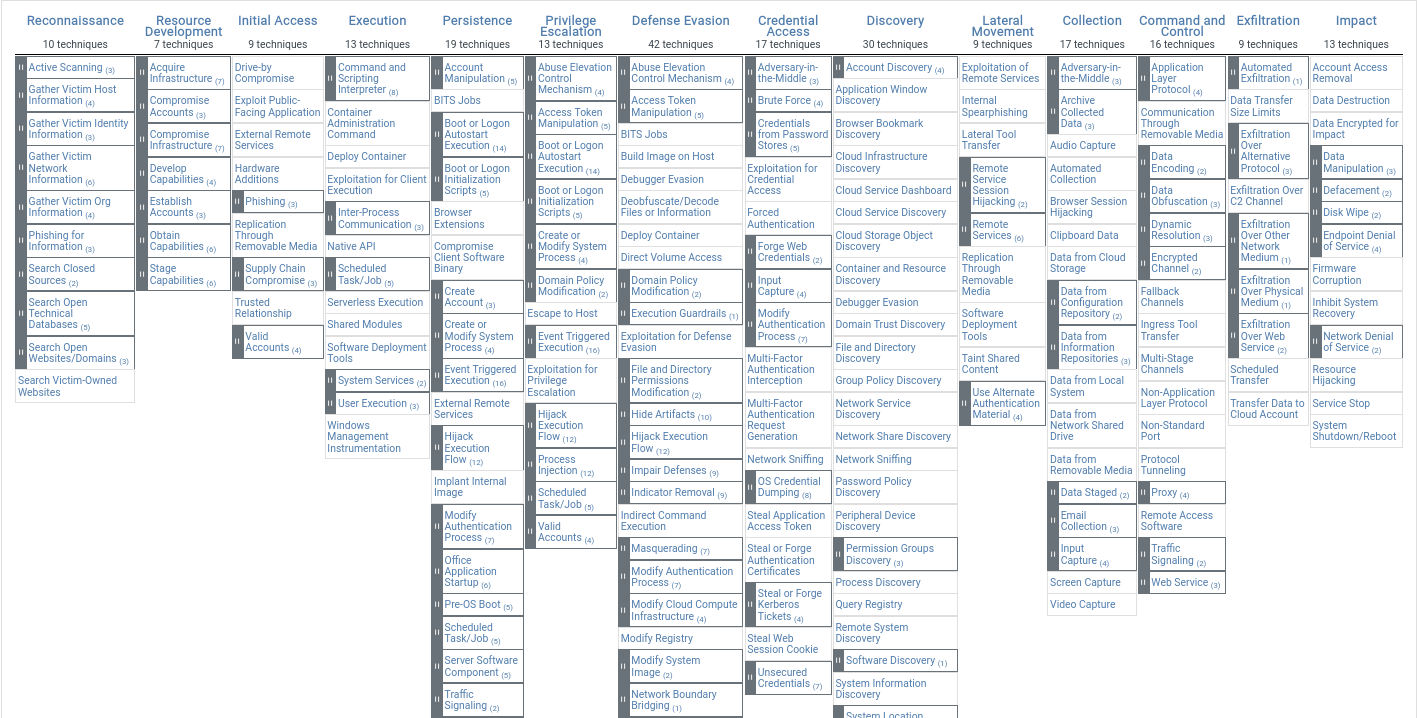 Reconnaissance
10 techniques
Active Scanning (3)
Gather Victim Host
Information (4)
Gather Victim Identity
Information (3)
Gather Victim
Network
Information (6)
Gather Victim Org
Information (4)
Phishing for
Information (3)
Search Closed
Sources (2)
Search Open
Technical
Databases (5)
Search Open
Websites/Domains (3)
Search Victim-Owned
Websites
Resource
Development
7 techniques
Acquire
Infrastructure (7)
Compromise
Accounts (3)
Compromise
Infrastructure (7)
Develop
Capabilities (4)
Establish
Accounts (3)
Obtain
Capabilities (6)
Stage
Capabilities (6)
Initial Access
9 techniques
Drive-by
Compromise
Exploit Public-
Facing Application
External Remote
Services
Hardware
Additions
Phishing (3)
Replication
Through
Removable Media
Supply Chain
Compromise (3)
Trusted
Relationship
Valid
Accounts (4)
Execution
13 techniques
Command and
Scripting
Interpreter (8)
Container
Administration
Command
Deploy Container
Exploitation for Client
Execution
Inter-Process
Communication (3)
Native API
Scheduled
Task/Job (5)
Serverless Execution
Shared Modules
Software Deployment
Tools
System Services (2)
User Execution (3)
Windows
Management
Instrumentation
Persistence
19 techniques
Account
Manipulation (5)
BITS Jobs
Boot or Logon
Autostart
Execution (14)
Boot or Logon
Initialization
Scripts (5)
Browser
Extensions
Compromise
Client Software
Binary
Create
Account (3)
Create or
Modify System
Process (4)
Event Triggered
Execution (16)
External Remote
Services
Hijack
Execution
Flow (12)
Implant Internal
Image
Modify
Authentication
Process (7)
Office
Application
Startup (6)
Pre-OS Boot (5)
Scheduled
Task/Job (5)
Server Software
Component (5)
Traffic
Signaling (2)
Privilege
Escalation
13 techniques
Abuse Elevation
Control
Mechanism (4)
Access Token
Manipulation (5)
Boot or Logon
Autostart
Execution (14)
Boot or Logon
Initialization
Scripts (5)
Create or
Modify System
Process (4)
Domain Policy
Modification (2)
Escape to Host
Event Triggered
Execution (16)
Exploitation for
Privilege
Escalation
Hijack
Execution
Flow (12)
Process
Injection (12)
Scheduled
Task/Job (5)
Valid
Accounts (4)
Defense Evasion
42 techniques
Abuse Elevation
Control Mechanism (4)
Access Token
Manipulation (5)
BITS Jobs
Build Image on Host
Debugger Evasion
Deobfuscate/Decode
Files or Information
Deploy Container
Direct Volume Access
Domain Policy
Modification (2)
Execution Guardrails (1)
Exploitation for Defense
Evasion
File and Directory
Permissions
Modification (2)
Hide Artifacts (10)
Hijack Execution
Flow (12)
Impair Defenses (9)
Indicator Removal (9)
Indirect Command
Execution
Masquerading (7)
Modify Authentication
Process (7)
Modify Cloud Compute
Infrastructure (4)
Modify Registry
Modify System
Image (2)
Network Boundary
Bridging (1)
Credential
Access
17 techniques
Adversary-in-
the-Middle (3)
Brute Force (4)
Credentials
from Password
Stores (5)
Exploitation for
Credential
Access
Forced
Authentication
Forge Web
Credentials (2)
Input
Capture (4)
Modify
Authentication
Process (7)
Multi-Factor
Authentication
Interception
Multi-Factor
Authentication
Request
Generation
Network Sniffing
OS Credential
Dumping (8)
Steal Application
Access Token
Steal or Forge
Authentication
Certificates
Steal or Forge
Kerberos
Tickets (4)
Steal Web
Session Cookie
Unsecured
Credentials (7)
Discovery
30 techniques
Account Discovery (4)
Application Window
Discovery
Browser Bookmark
Discovery
Cloud Infrastructure
Discovery
Cloud Service Dashboard
Cloud Service Discovery
Cloud Storage Object
Discovery
Container and Resource
Discovery
Debugger Evasion
Domain Trust Discovery
File and Directory
Discovery
Group Policy Discovery
Network Service
Discovery
Network Share Discovery
Network Sniffing
Password Policy
Discovery
Peripheral Device
Discovery
Permission Groups
Discovery (3)
Process Discovery
Query Registry
Remote System
Discovery
Software Discovery (1)
System Information
Discovery
System Location
Lateral
Movement
9 techniques
Exploitation of
Remote Services
Internal
Spearphishing
Lateral Tool
Transfer
Remote
Service
Session
Hijacking (2)
Remote
Services (6)
Replication
Through
Removable
Media
Software
Deployment
Tools
Taint Shared
Content
Use Alternate
Authentication
Material (4)
Collection
17 techniques
Adversary-in-
the-Middle (3)
Archive
Collected
Data (3)
Audio Capture
Automated
Collection
Browser Session
Hijacking
Clipboard Data
Data from Cloud
Storage
Data from
Configuration
Repository (2)
Data from
Information
Repositories (3)
Data from Local
System
Data from
Network Shared
Drive
Data from
Removable Media
Data Staged (2)
Email
Collection (3)
Input
Capture (4)
Screen Capture
Video Capture
Command and
Control
16 techniques
Application
Layer
Protocol (4)
Communication
Through
Removable Media
Data
Encoding (2)
Data
Obfuscation (3)
Dynamic
Resolution (3)
Encrypted
Channel (2)
Fallback
Channels
Ingress Tool
Transfer
Multi-Stage
Channels
Non-Application
Layer Protocol
Non-Standard
Port
Protocol
Tunneling
Proxy (4)
Remote Access
Software
Traffic
Signaling (2)
Web Service (3)
Exfiltration
9 techniques
Automated
Exfiltration (1)
Data Transfer
Size Limits
Exfiltration
Over
Alternative
Protocol (3)
Exfiltration Over
C2 Channel
Exfiltration
Over Other
Network
Medium (1)
Exfiltration
Over Physical
Medium (1)
Exfiltration
Over Web
Service (2)
Scheduled
Transfer
Transfer Data to
Cloud Account
Impact
13 techniques
Account Access
Removal
Data Destruction
Data Encrypted for
Impact
Data
Manipulation (3)
Defacement (2)
Disk Wipe (2)
Endpoint Denial
of Service (4)
Firmware
Corruption
Inhibit System
Recovery
Network Denial
of Service (2)
Resource
Hijacking
Service Stop
System
Shutdown/Reboot